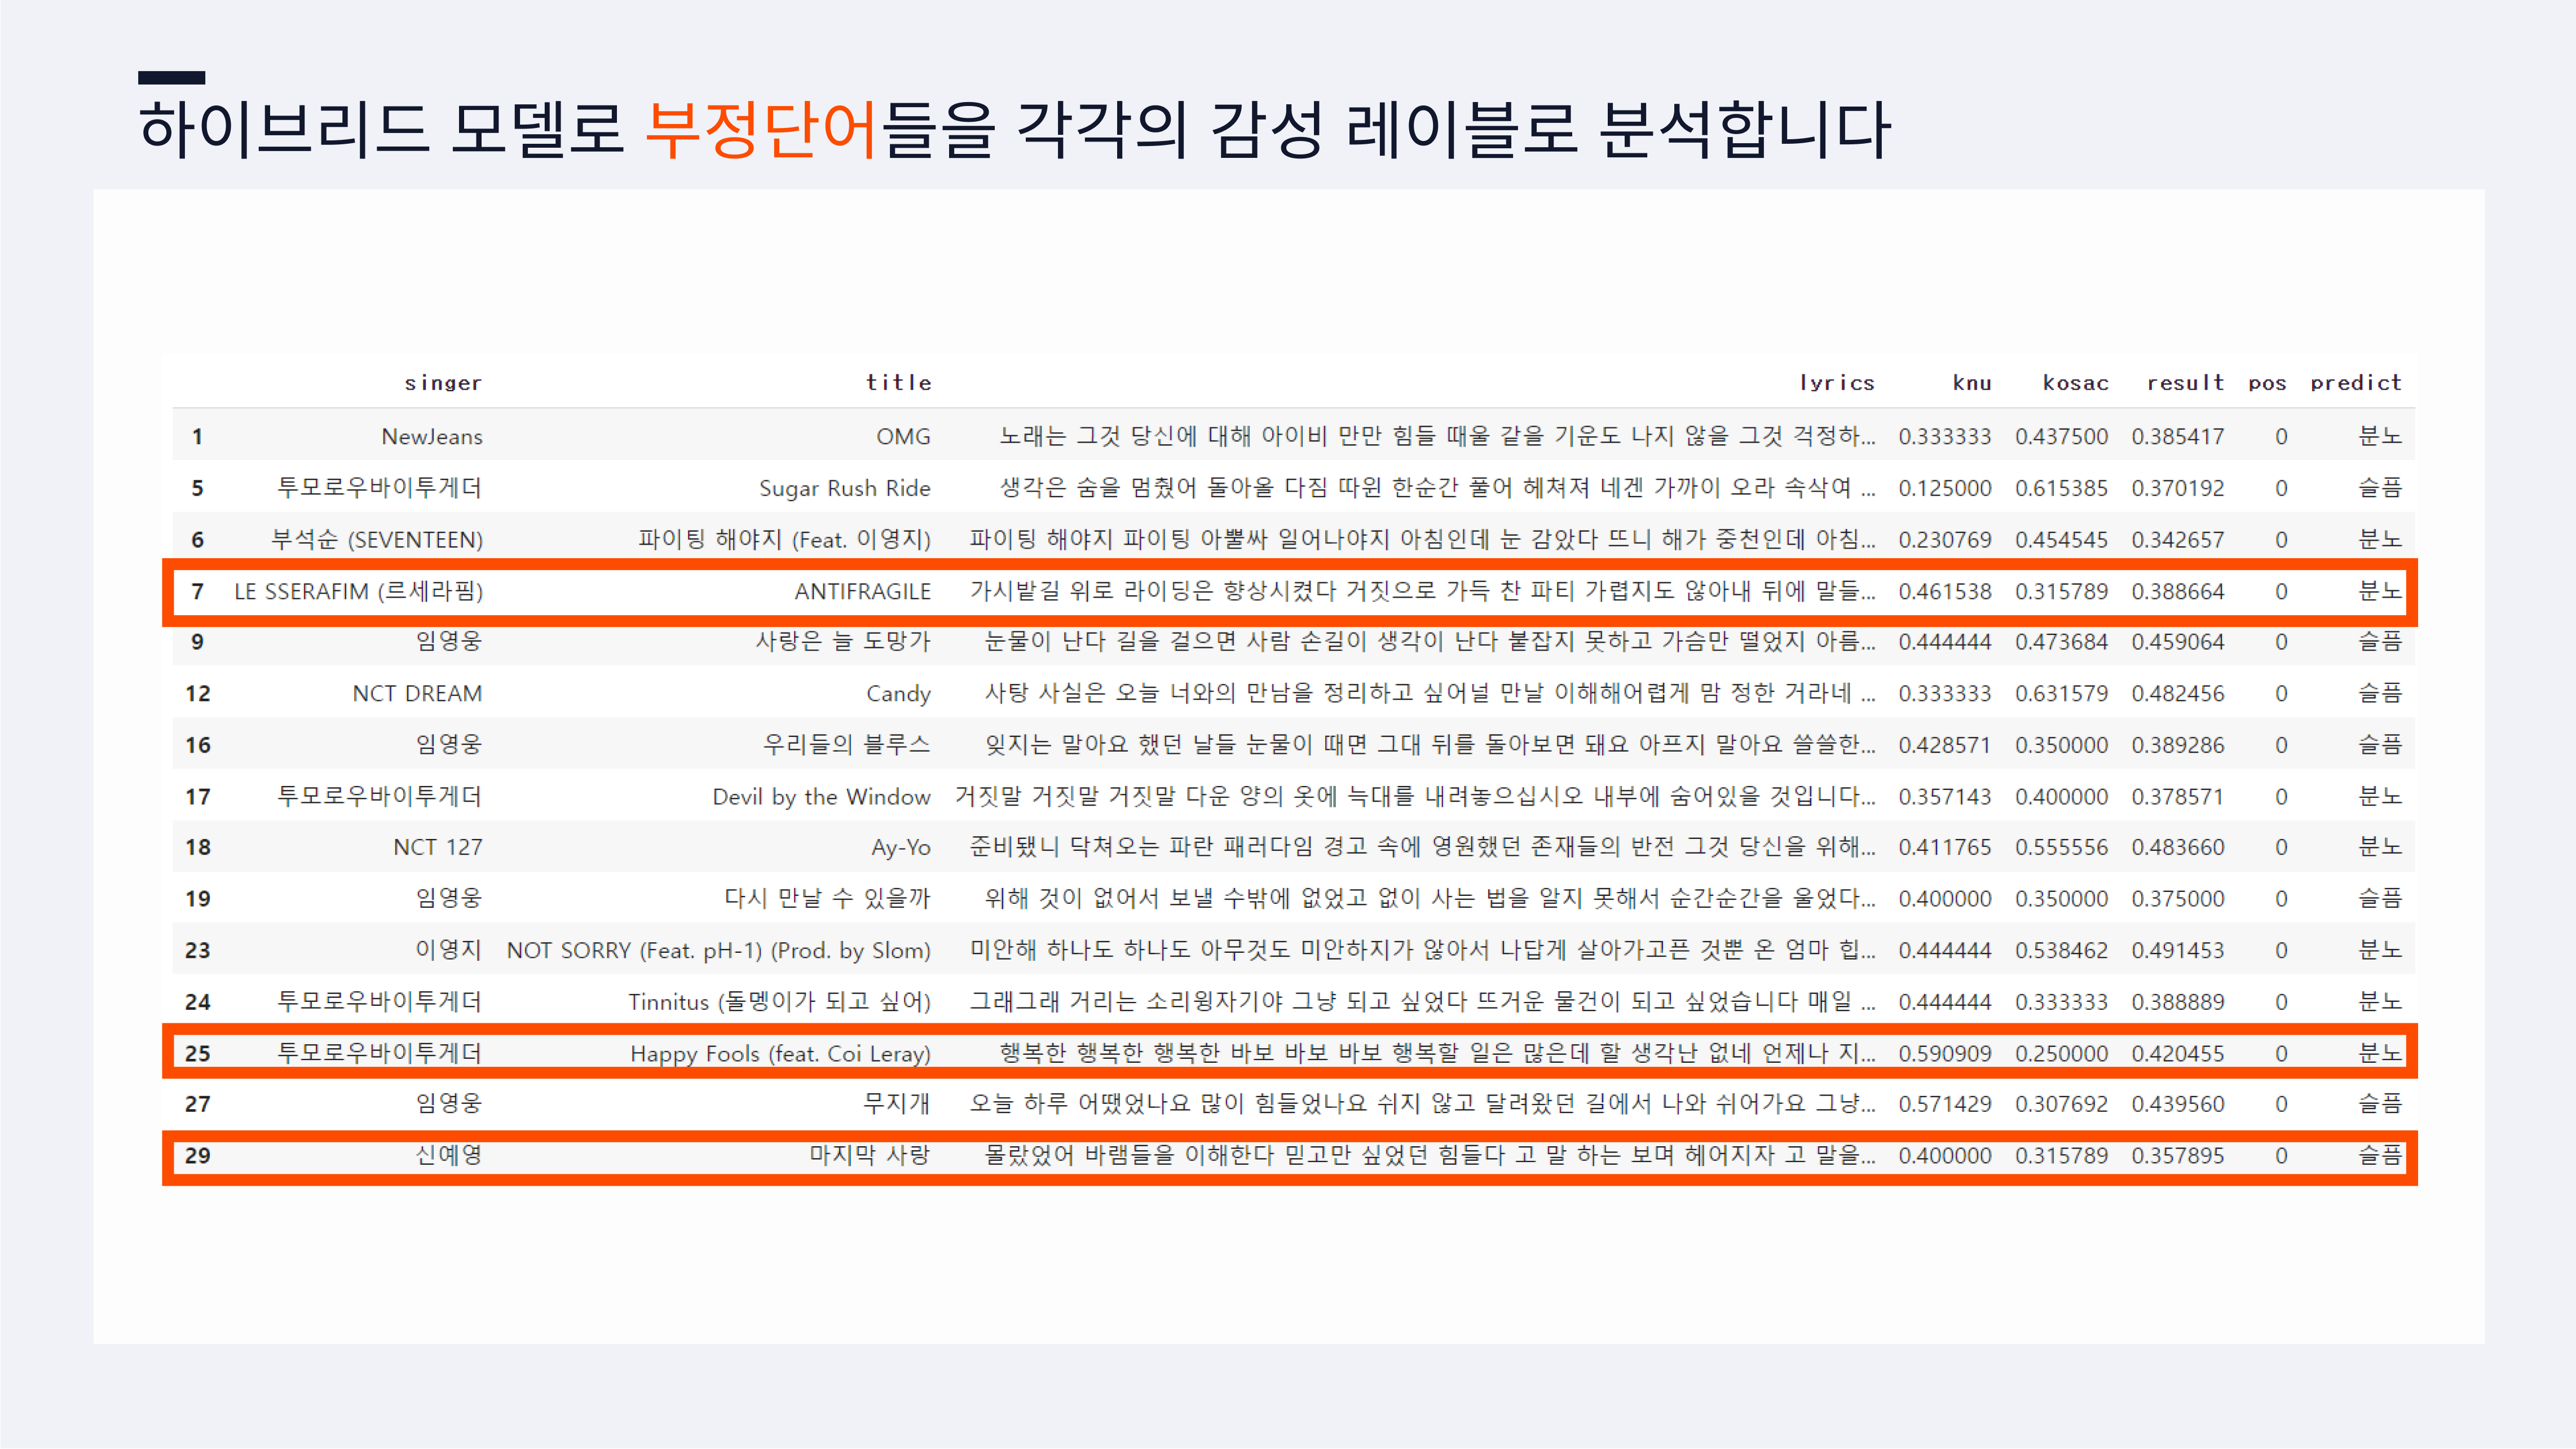 하이브리드 모델로 부정단어들을 각각의 감성 레이블로 분석합니다
singer title lyrics knu kosac result pos predict
1 NewJeans OMG 노래는 그것 당신에 대해 아이비 만만 힘들 때울 같을 기운도 나지 않을 그것 걱정하... 0.333333 0.437500 0.385417 0 분노
5 투모로우바이투게더 Sugar Rush Ride 생각은 숨을 멈췄어 돌아올 다짐 따윈 한순간 풀어 헤쳐져 네겐 가까이 오라 속삭여 ... 0.125000 0.615385 0.370192 0 슬픔
6 부석순 (SEVENTEEN) 파이팅 해야지 (Feat. 이영지) 파이팅 해야지 파이팅 아뿔싸 일어나야지 아침인데 눈 감았다 뜨니 해가 중천인데 아침... 0.230769 0.454545 0.342657 0 분노
7 LE SSERAFIM (르세라핌) ANTIFRAGILE 가시밭길 위로 라이딩은 향상시켰다 거짓으로 가득 찬 파티 가렵지도 않아내 뒤에 말들... 0.461538 0.315789 0.388664 0 분노
9 임영웅 사랑은 늘 도망가 눈물이 난다 길을 걸으면 사람 손길이 생각이 난다 붙잡지 못하고 가슴만 떨었지 아름... 0.444444 0.473684 0.459064 0 슬픔
12 NCT DREAM Candy 사탕 사실은 오늘 너와의 만남을 정리하고 싶어널 만날 이해해어렵게 맘 정한 거라네 ... 0.333333 0.631579 0.482456 0 슬픔
16 임영웅 우리들의 블루스 잊지는 말아요 했던 날들 눈물이 때면 그대 뒤를 돌아보면 돼요 아프지 말아요 쓸쓸한... 0.428571 0.350000 0.389286 0 슬픔
17 투모로우바이투게더 Devil by the Window 거짓말 거짓말 거짓말 다운 양의 옷에 늑대를 내려놓으십시오 내부에 숨어있을 것입니다... 0.357143 0.400000 0.378571 0 분노
18 NCT 127 Ay-Yo 준비됐니 닥쳐오는 파란 패러다임 경고 속에 영원했던 존재들의 반전 그것 당신을 위해... 0.411765 0.555556 0.483660 0 분노
19 임영웅 다시 만날 수 있을까 위해 것이 없어서 보낼 수밖에 없었고 없이 사는 법을 알지 못해서 순간순간을 울었다... 0.400000 0.350000 0.375000 0 슬픔
23 이영지 NOT SORRY (Feat. pH-1) (Prod. by Slom) 미안해 하나도 하나도 아무것도 미안하지가 않아서 나답게 살아가고픈 것뿐 온 엄마 힙... 0.444444 0.538462 0.491453 0 분노
24 투모로우바이투게더 Tinnitus (돌멩이가 되고 싶어) 그래그래 거리는 소리윙자기야 그냥 되고 싶었다 뜨거운 물건이 되고 싶었습니다 매일 ... 0.444444 0.333333 0.388889 0 분노
25 투모로우바이투게더 Happy Fools (feat. Coi Leray) 행복한 행복한 행복한 바보 바보 바보 행복할 일은 많은데 할 생각난 없네 언제나 지... 0.590909 0.250000 0.420455 0 분노
27 임영웅 무지개 오늘 하루 어땠었나요 많이 힘들었나요 쉬지 않고 달려왔던 길에서 나와 쉬어가요 그냥... 0.571429 0.307692 0.439560 0 슬픔
29 신예영 마지막 사랑 몰랐었어 바램들을 이해한다 믿고만 싶었던 힘들다 고 말 하는 보며 헤어지자 고 말을... 0.400000 0.315789 0.357895 0 슬픔